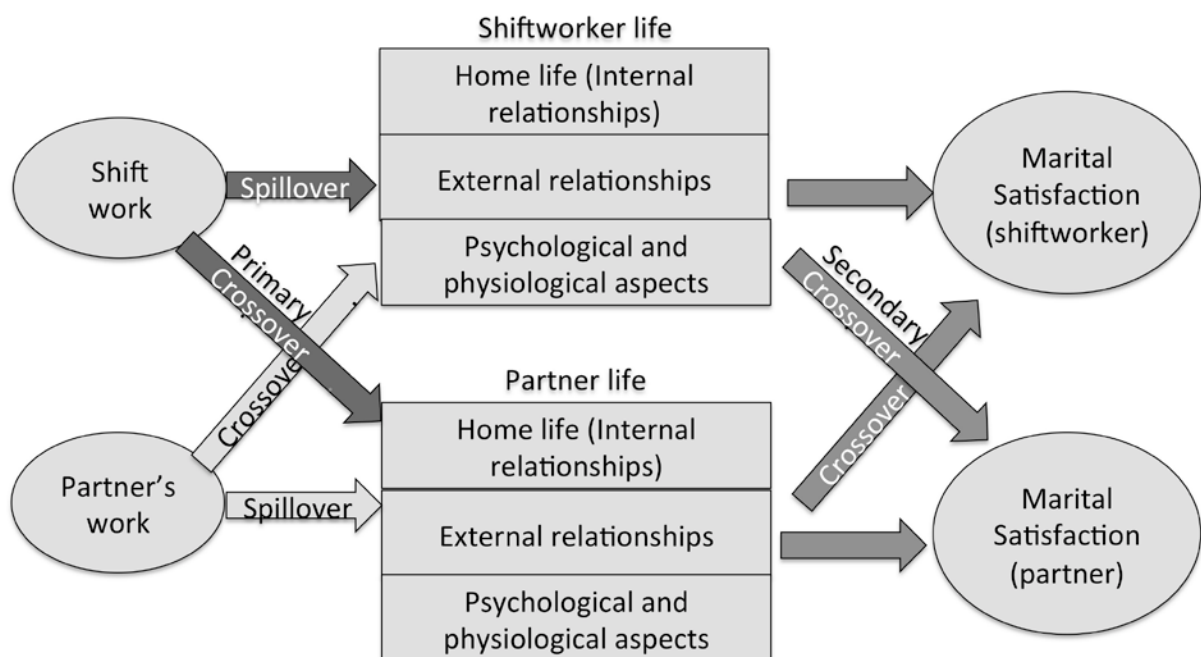 Shiftworker life
Home life (Internal
relationships)
External relationships
Psychological and
physiological aspects
Shift
work
Spillover
Primary
Crossover
Crossover
Partner's
work
Spillover
Partner life
Home life (Internal
relationships)
External relationships
Psychological and
physiological aspects
Secondary
Crossover
Crossover
Marital
Satisfaction
(shiftworker)
Marital
Satisfaction
(partner)